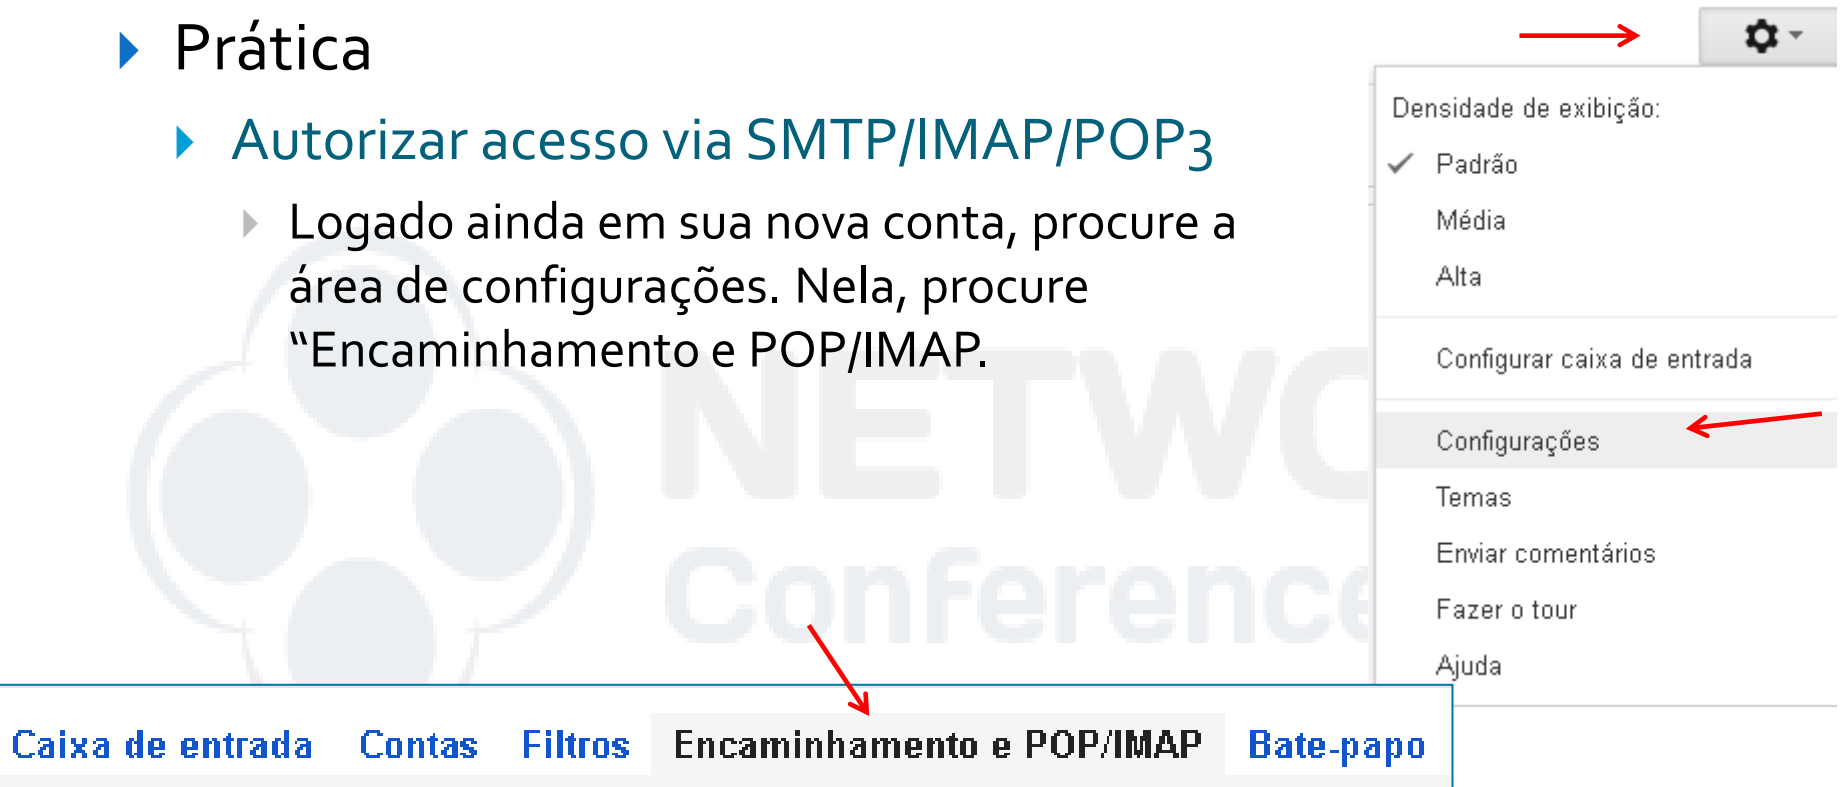 Prática
Autorizar acesso via SMTP/IMAP/POP3
Logado ainda em sua nova conta, procure a
área de configurações. Nela, procure
“Encaminhamento e POP/IMAP.
Densidade de exibição:
Padrão
Média
Alta
Configurar caixa de entrada
Configurações
Temas
Enviar comentários
Fazer o tour
Ajuda
NETWO
Conference
Caixa de entrada Contas Filtros Encaminhamento e POP/IMAP Bate-papo